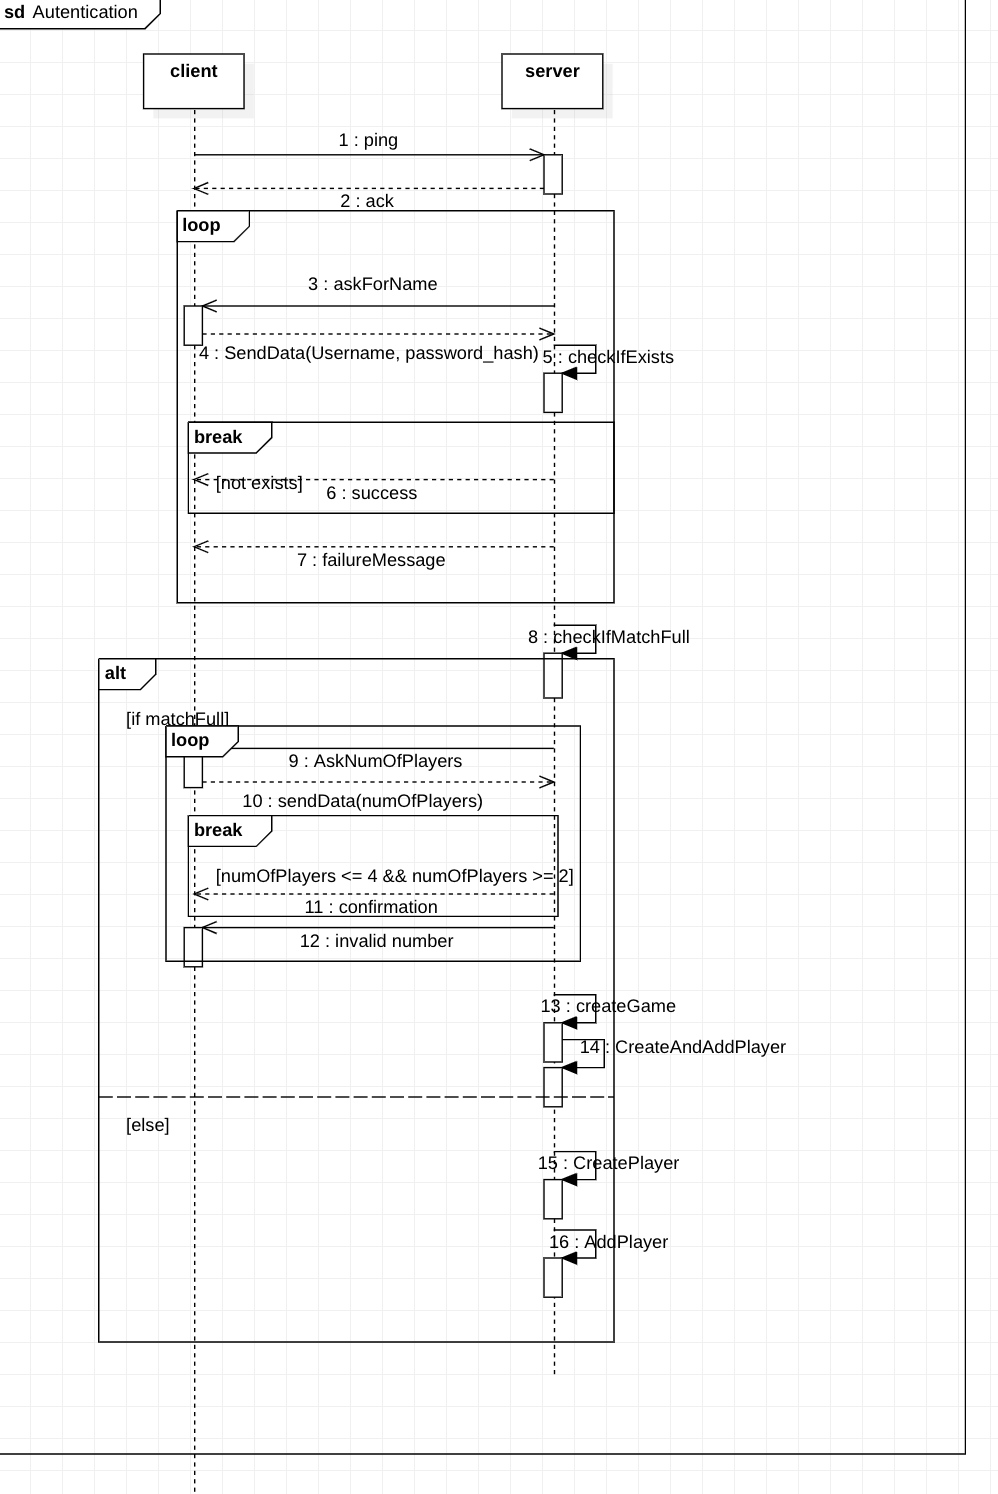 sd Autentication
client
server
1 : ping
2 : ack
loop
3 : askForName
4 : SendData(Username, password_hash)
5 : checkIfExists
break
[not exists]
6 : success
7 : failureMessage
8 : checkIfMatchFull
alt
[if matchFull]
loop
9 : AskNumOfPlayers
10 : sendData(numOfPlayers)
break
[numOfPlayers <= 4 && numOfPlayers >= 2]
11 : confirmation
12 : invalid number
13 : createGame
14 : CreateAndAddPlayer
[else]
15 : CreatePlayer
16 : AddPlayer